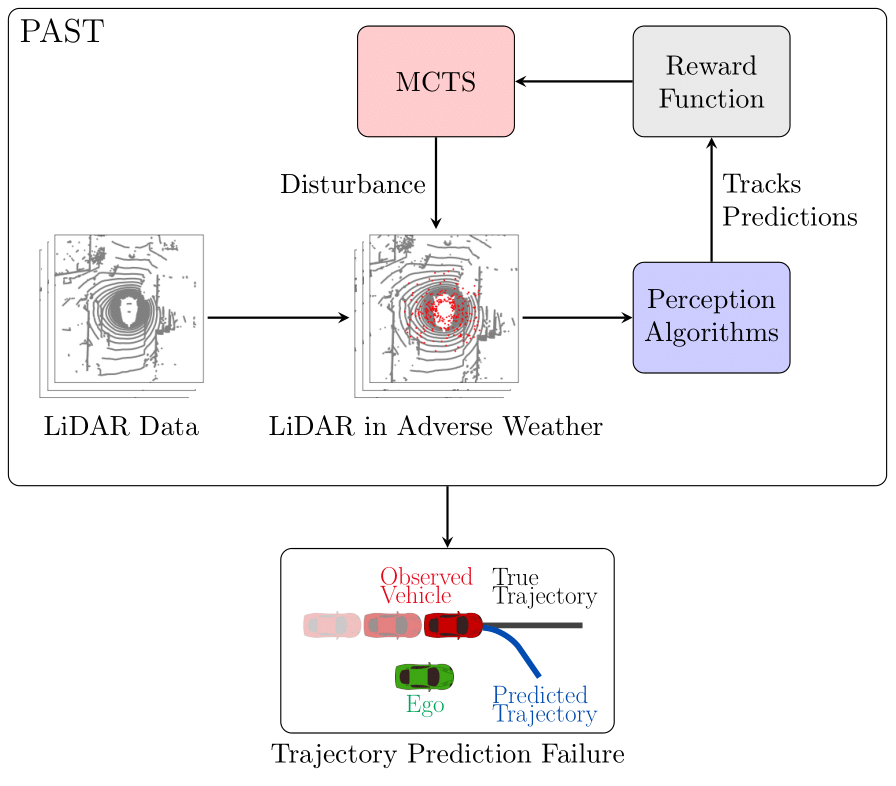 PAST
MCTS
Reward
Function
Disturbance
Tracks
Predictions
Perception
Algorithms
LiDAR Data
LiDAR in Adverse Weather
Observed
Vehicle
True
Trajectory
Ego
Predicted
Trajectory
Trajectory Prediction Failure